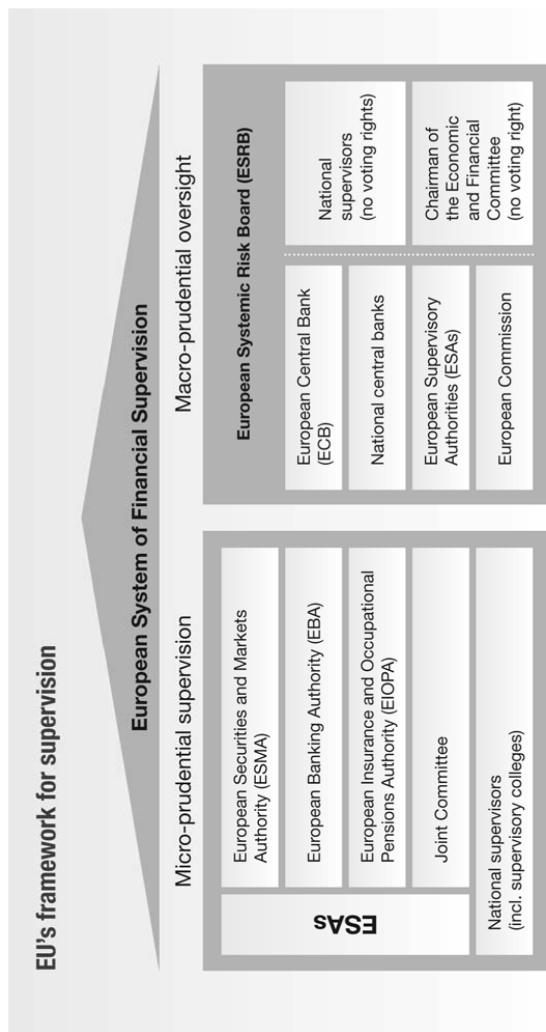 EU's framework for supervision
European System of Financial Supervision
Micro-prudential supervision
ESAs
European Securities and Markets
Authority (ESMA)
European Banking Authority (EBA)
European Insurance and Occupational
Pensions Authority (EIOPA)
Joint Committee
National supervisors
(incl. supervisory colleges)
Macro-prudential oversight
European Systemic Risk Board (ESRB)
European Central Bank
(ECB)
National central banks
European Supervisory
Authorities (ESAs)
European Commission
National
supervisors
(no voting rights)
Chairman of
the Economic
and Financial
Committee
(no voting right)